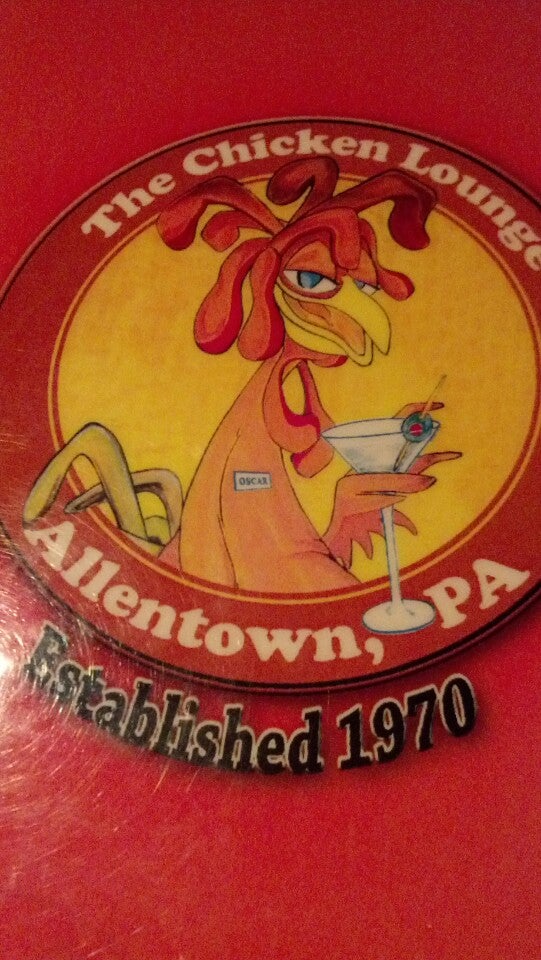 The Chicken Lounge
OSCAR
Allentown, PA
Established 1970